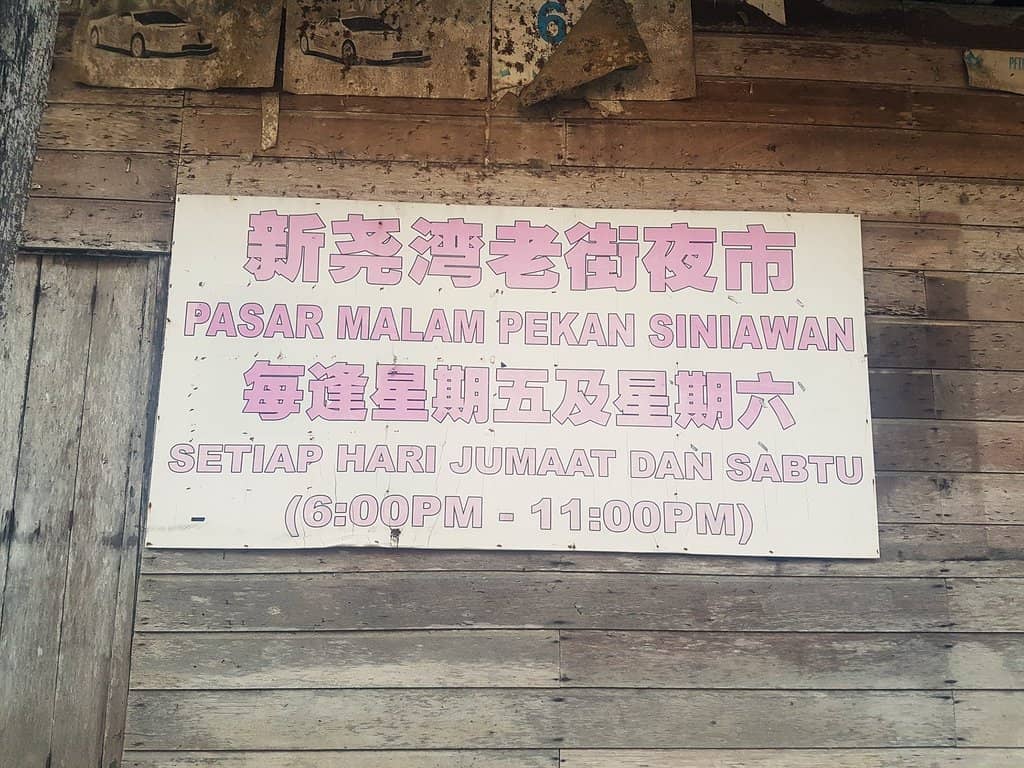 6
新尧湾老街夜市
PASAR MALAM PEKAN SINIAWAN
每逢星期五及星期六
SETIAP HARI JUMAAT DAN SABTU
(6:00PM - 11:00PM)